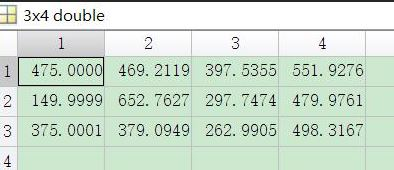 3x4 double
1 2 3 4
1 475.0000 469.2119 397.5355 551.9276
2 149.9999 652.7627 297.7474 479.9761
3 375.0001 379.0949 262.9905 498.3167
4